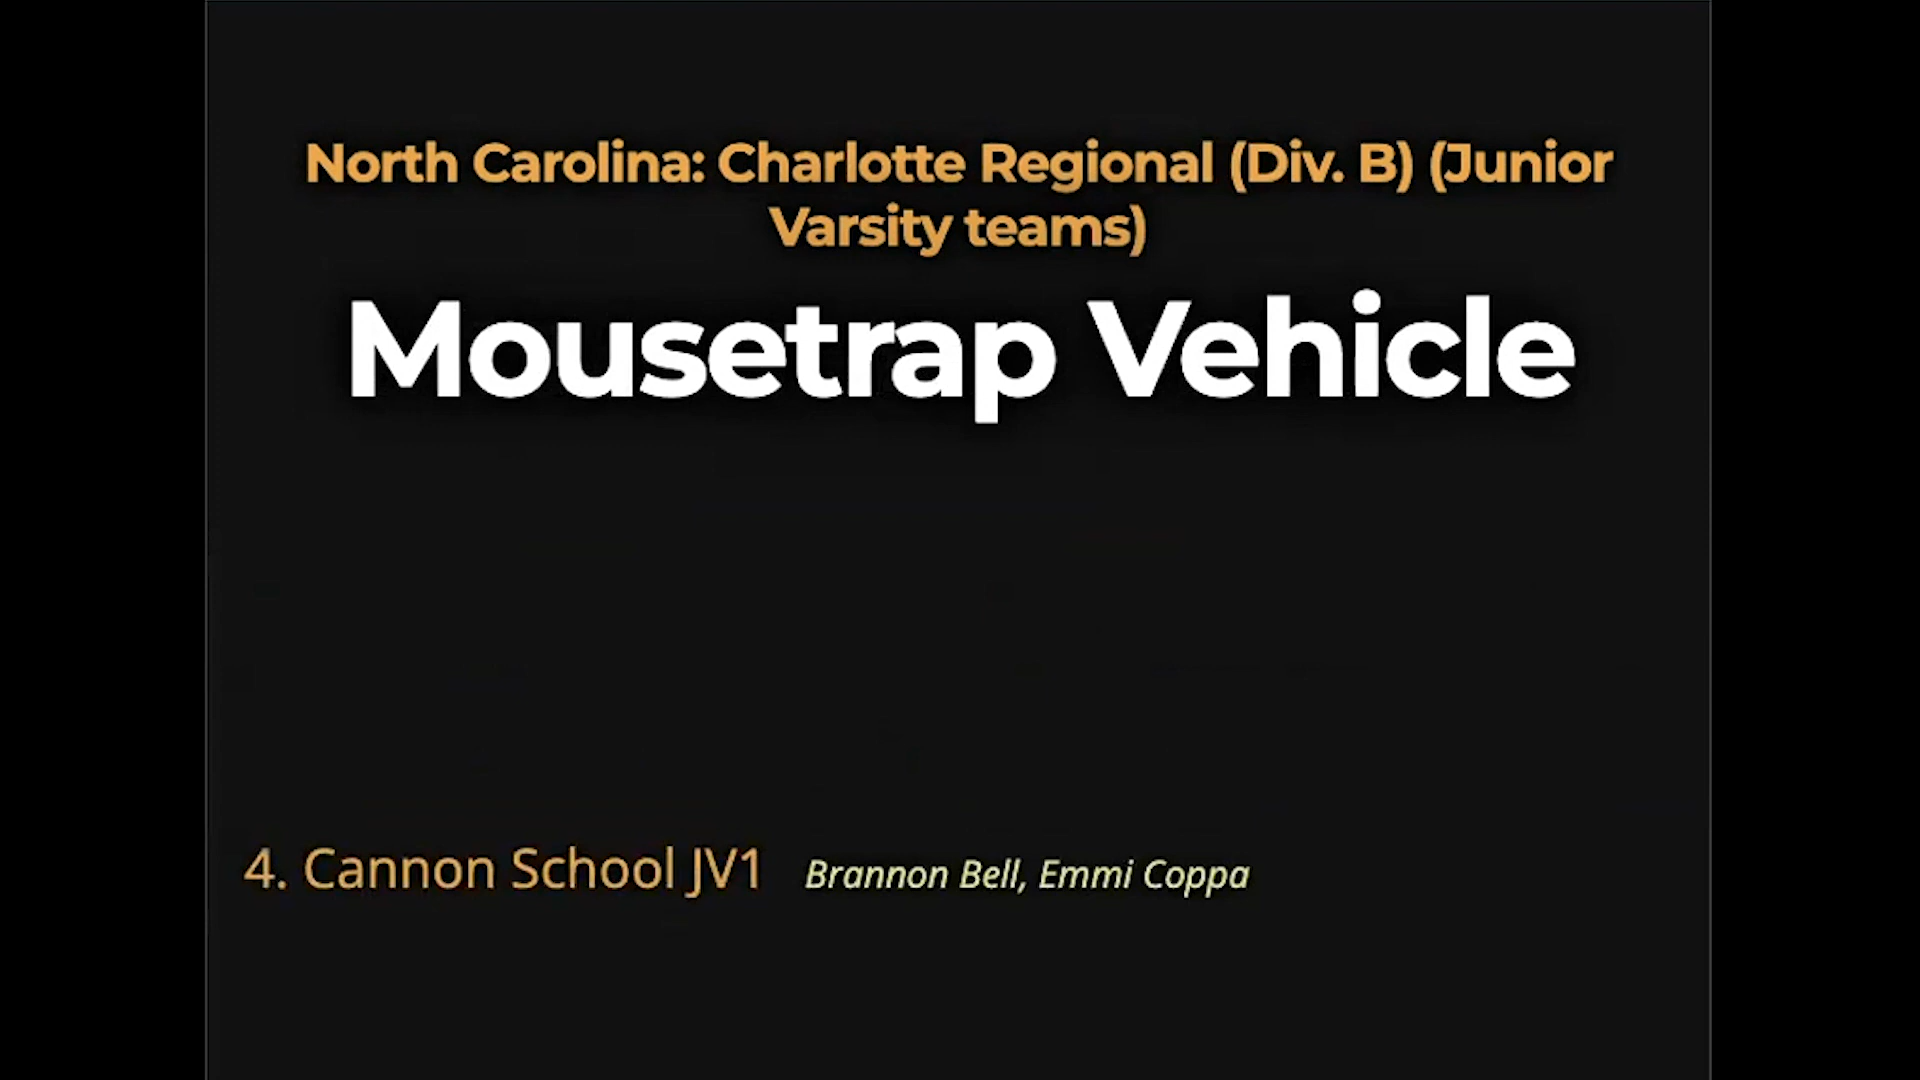 North Carolina: Charlotte Regional (Div. B) (Junior
Varsity teams)
Mousetrap Vehicle
4. Cannon School JV1 Brannon Bell, Emmi Coppa